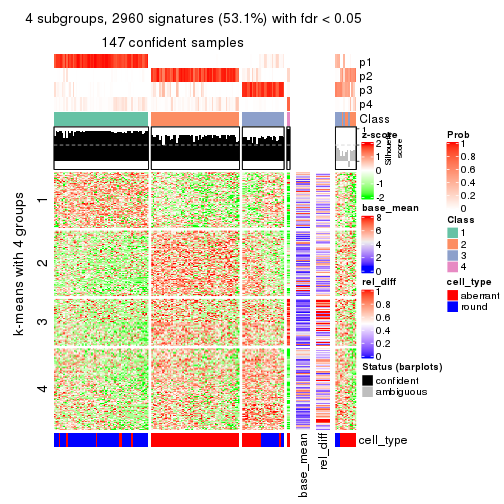 4 subgroups, 2960 signatures (53.1%) with fdr < 0.05
147 confident samples
p1
p2
p3
p4
Class
1
Silhouette
score
k-means with 4 groups
1
2
3
4
cell_type
base_mean
rel_diff
z-score
2
1
0
-1
-2
base_mean
8
6
4
2
0
rel_diff
1
0.8
0.6
0.4
0.2
0
Status (barplots)
confident
ambiguous
Prob
1
0.8
0.6
0.4
0.2
0
Class
1
2
3
4
cell_type
aberrant
round